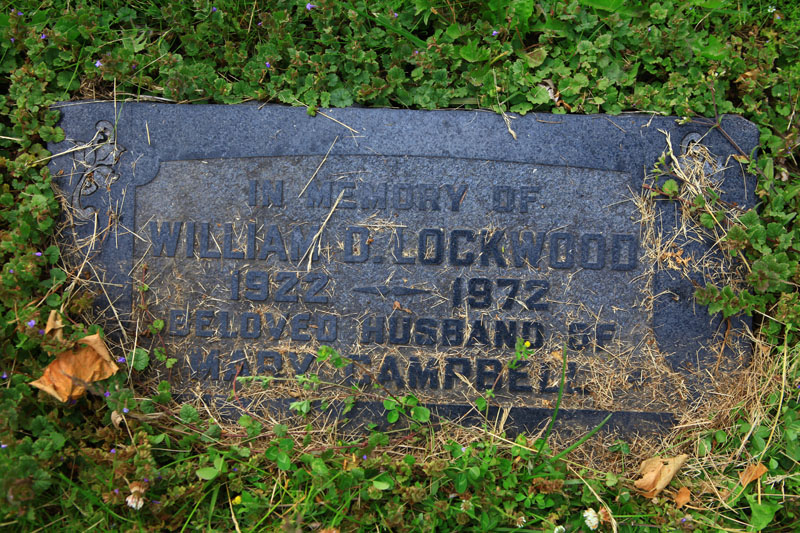 IN MEMORY OF
WILLIAM D. LOCKWOOD
1922 — 1972
BELOVED HUSBAND OF
MARY CAMPBELL